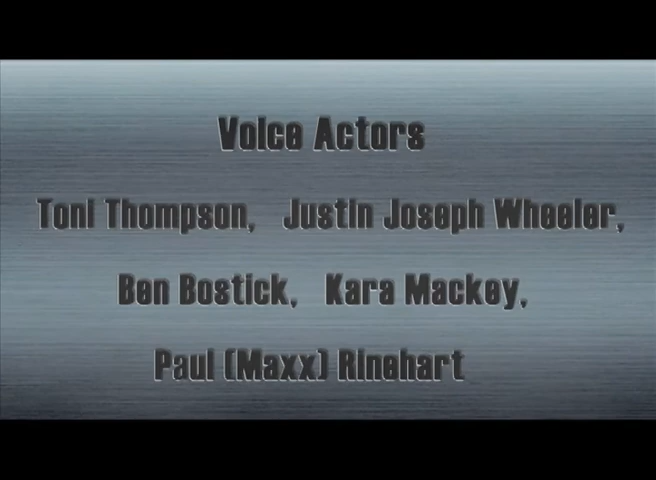 Voice Actors
Toni Thompson, Justin Joseph Wheeler,
Ben Bostick, Kara Mackey,
Paul (Maxx) Rinehart